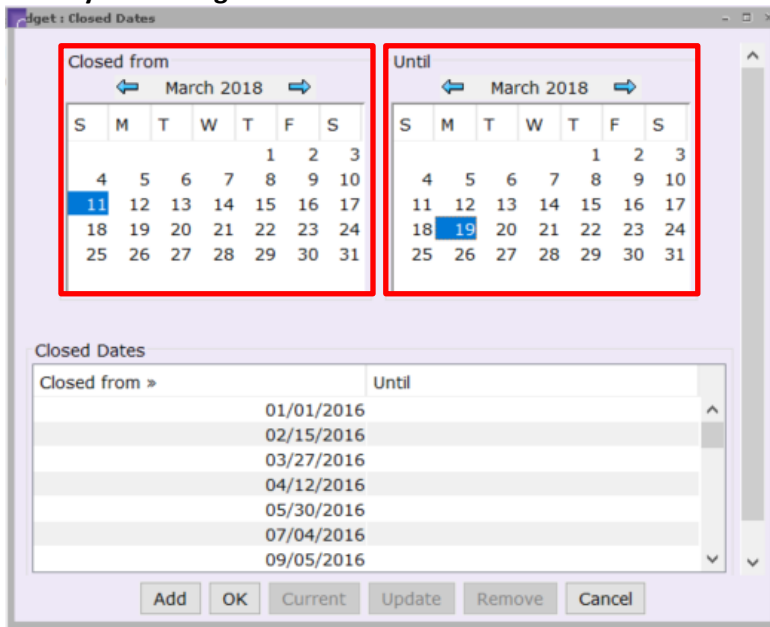 dget : Closed Dates
Closed from
March 2018
S M T W T F S
1 2 3
4 5 6 7 8 9 10
11 12 13 14 15 16 17
18 19 20 21 22 23 24
25 26 27 28 29 30 31
Until
March 2018
S M T W T F S
1 2 3
4 5 6 7 8 9 10
11 12 13 14 15 16 17
18 19 20 21 22 23 24
25 26 27 28 29 30 31
Closed Dates
Closed from » Until
01/01/2016
02/15/2016
03/27/2016
04/12/2016
05/30/2016
07/04/2016
09/05/2016
Add OK Current Update Remove Cancel